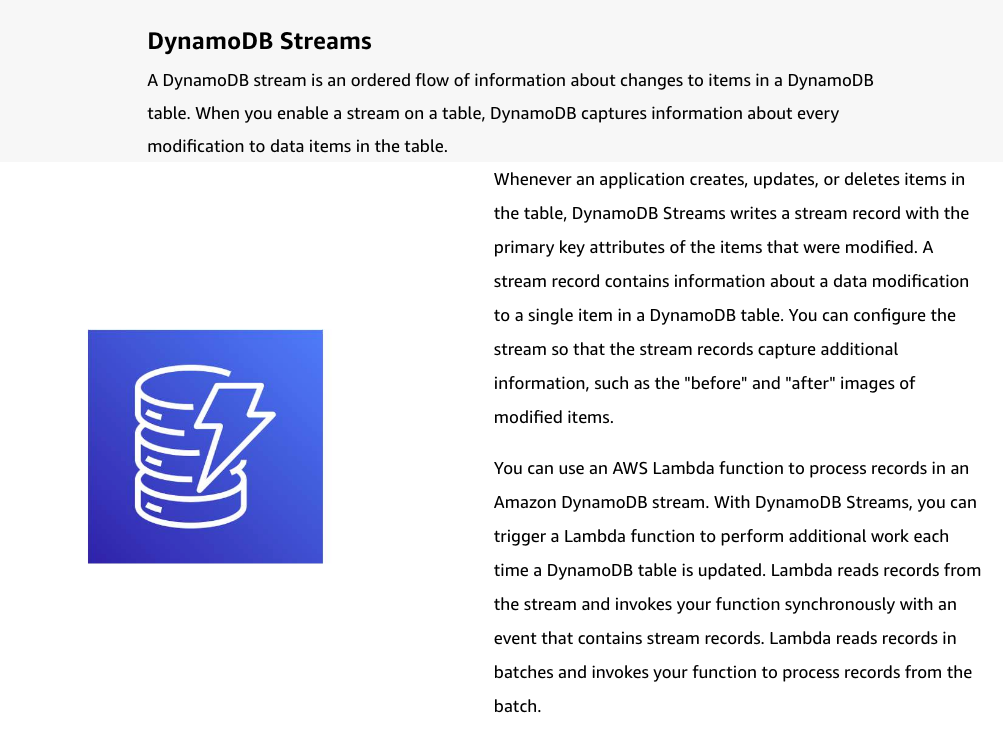 DynamoDB Streams
A DynamoDB stream is an ordered flow of information about changes to items in a DynamoDB
table. When you enable a stream on a table, DynamoDB captures information about every
modification to data items in the table.
Whenever an application creates, updates, or deletes items in
the table, DynamoDB Streams writes a stream record with the
primary key attributes of the items that were modified. A
stream record contains information about a data modification
to a single item in a DynamoDB table. You can configure the
stream so that the stream records capture additional
information, such as the "before" and "after" images of
modified items.
You can use an AWS Lambda function to process records in an
Amazon DynamoDB stream. With DynamoDB Streams, you can
trigger a Lambda function to perform additional work each
time a DynamoDB table is updated. Lambda reads records from
the stream and invokes your function synchronously with an
event that contains stream records. Lambda reads records in
batches and invokes your function to process records from the
batch.